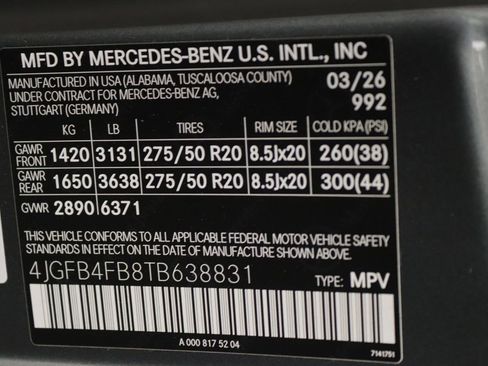 MFD BY MERCEDES-BENZ U.S. INTL., INC
MANUFACTURED IN USA (ALABAMA, TUSCALOOSA COUNTY) 03/26
UNDER CONTRACT FOR MERCEDES-BENZ AG, 992
STUTTGART (GERMANY)
KG LB TIRES RIM SIZE COLD KPA(PSI)
GAWR FRONT 1420 3131 275/50 R20 8.5Jx20 260(38)
GAWR REAR 1650 3638 275/50 R20 8.5Jx20 300(44)
GVWR 2890 6371
THIS VEHICLE CONFORMS TO ALL APPLICABLE FEDERAL MOTOR VEHICLE SAFETY
STANDARDS IN EFFECT ON THE DATE OF MANUFACTURE SHOWN ABOVE.
4JGFB4FB8TB638831 TYPE: MPV
A 000 817 52 04
7141751